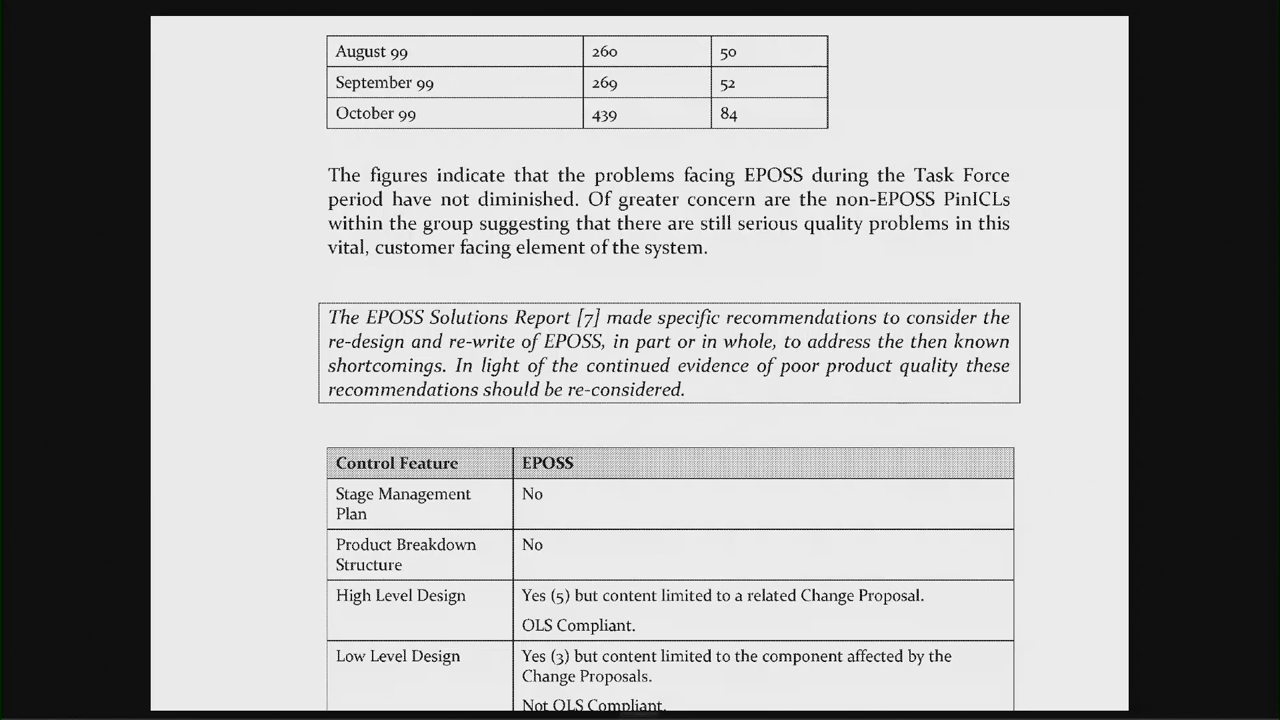 August 99 260 50
September 99 269 52
October 99 439 84
The figures indicate that the problems facing EPOSS during the Task Force
period have not diminished. Of greater concern are the non-EPOSS PinICLs
within the group suggesting that there are still serious quality problems in this
vital, customer facing element of the system.
The EPOSS Solutions Report [7] made specific recommendations to consider the
re-design and re-write of EPOSS, in part or in whole, to address the then known
shortcomings. In light of the continued evidence of poor product quality these
recommendations should be re-considered.
Control Feature EPOSS
Stage Management No
Plan
Product Breakdown No
Structure
High Level Design Yes (5) but content limited to a related Change Proposal.
OLS Compliant.
Low Level Design Yes (3) but content limited to the component affected by the
Change Proposals.
Not OLS Compliant.